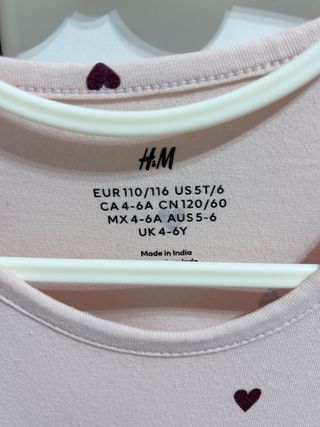 H&M
EUR 110/116 US 5T/6
CA 4-6A CN 120/60
MX 4-6A AUS 5-6
UK 4-6Y
Made in India